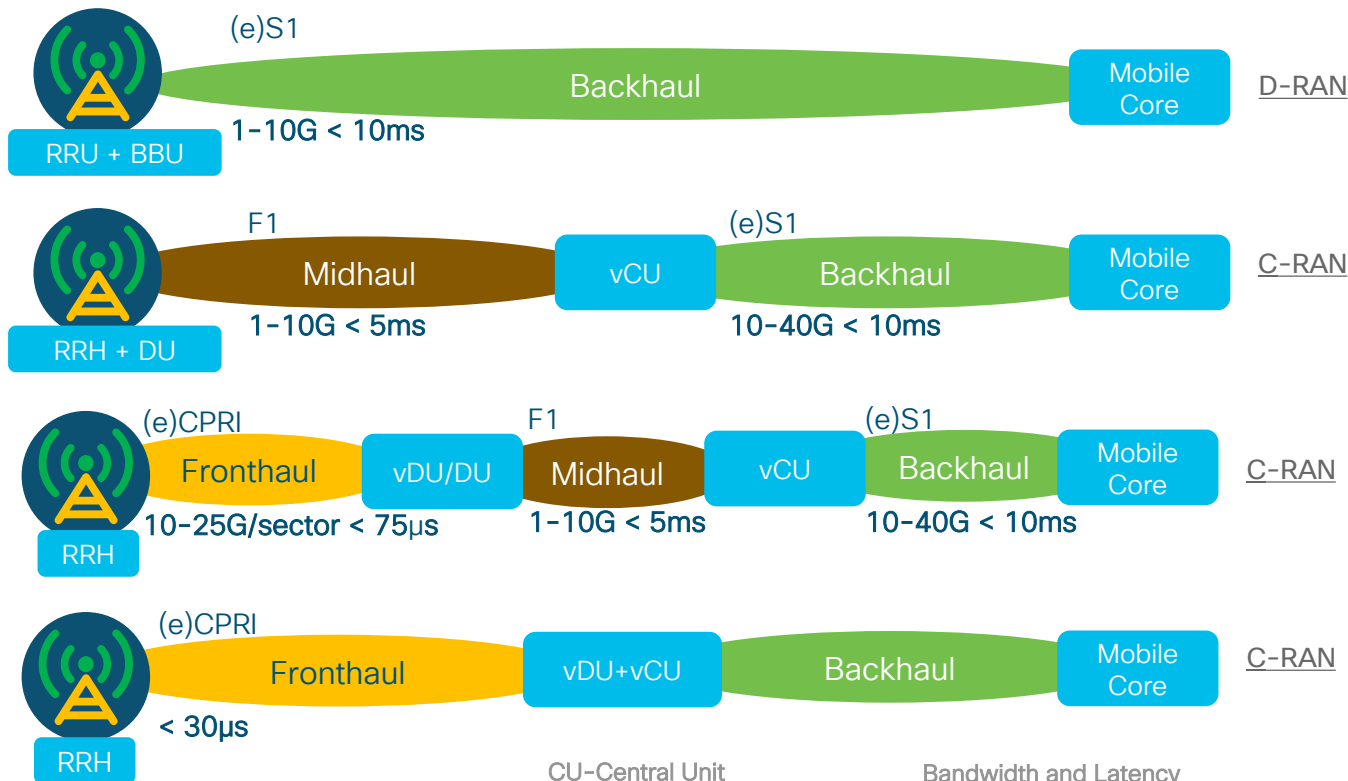 (e)S1
Backhaul
Mobile
Core
D-RAN
1-10G < 10ms
RRU + BBU
F1
(e)S1
Midhaul
vCU
Backhaul
Mobile
Core
C-RAN
1-10G < 5ms
10-40G < 10ms
RRH + DU
(e)CPRI
F1
(e)S1
Fronthaul
vDU/DU
Midhaul
vCU
Backhaul
Mobile
Core
C-RAN
10-25G/sector < 75µs
1-10G < 5ms
10-40G < 10ms
RRH
(e)CPRI
Fronthaul
vDU+vCU
Backhaul
Mobile
Core
C-RAN
< 30µs
RRH
CU-Central Unit
Bandwidth and Latency